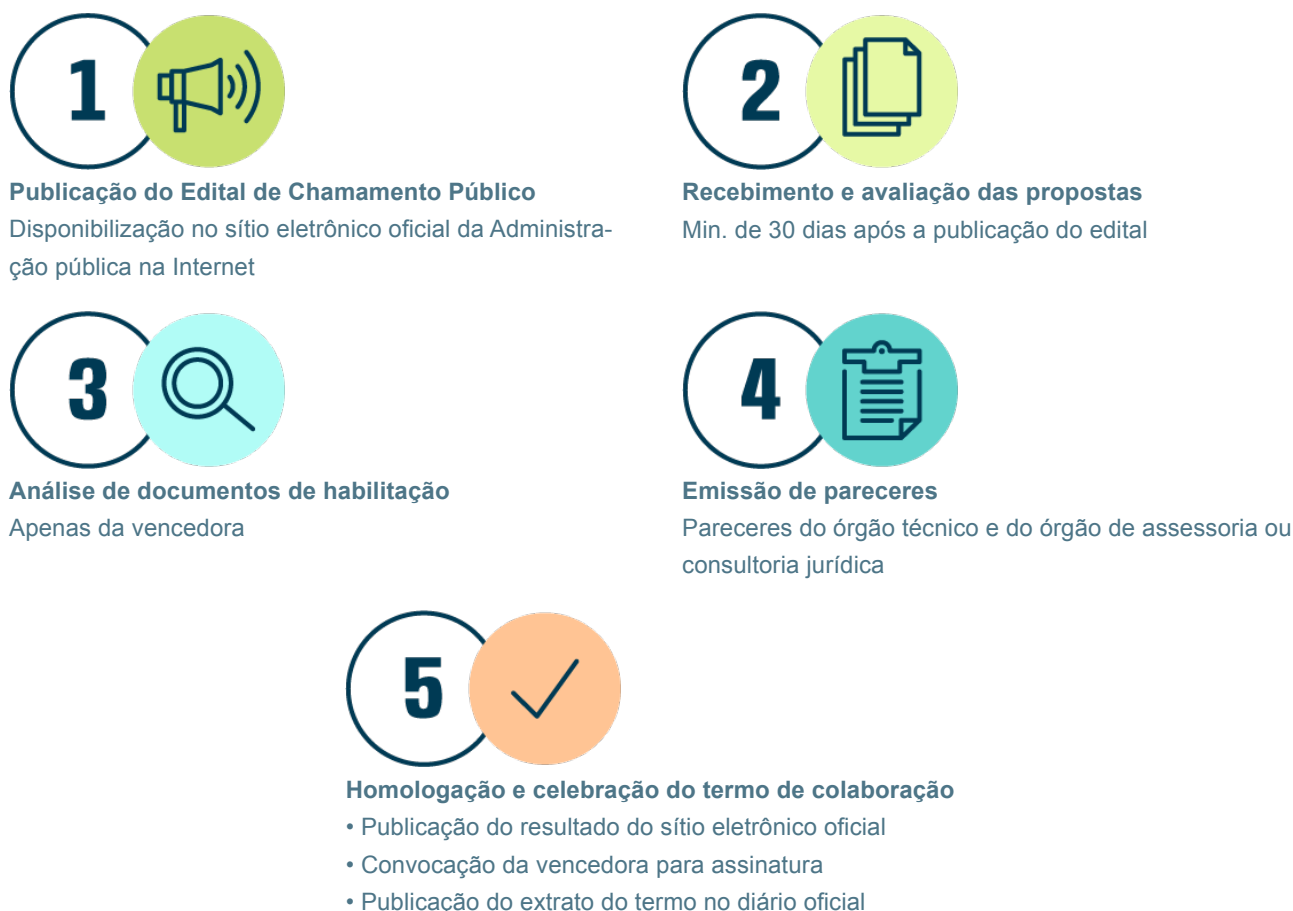 1
Publicação do Edital de Chamamento Público
Disponibilização no sítio eletrônico oficial da Administra-
ção pública na Internet
2
Recebimento e avaliação das propostas
Min. de 30 dias após a publicação do edital
3
Análise de documentos de habilitação
Apenas da vencedora
4
Emissão de pareceres
Pareceres do órgão técnico e do órgão de assessoria ou
consultoria jurídica
5
Homologação e celebração do termo de colaboração
• Publicação do resultado do sítio eletrônico oficial
• Convocação da vencedora para assinatura
• Publicação do extrato do termo no diário oficial